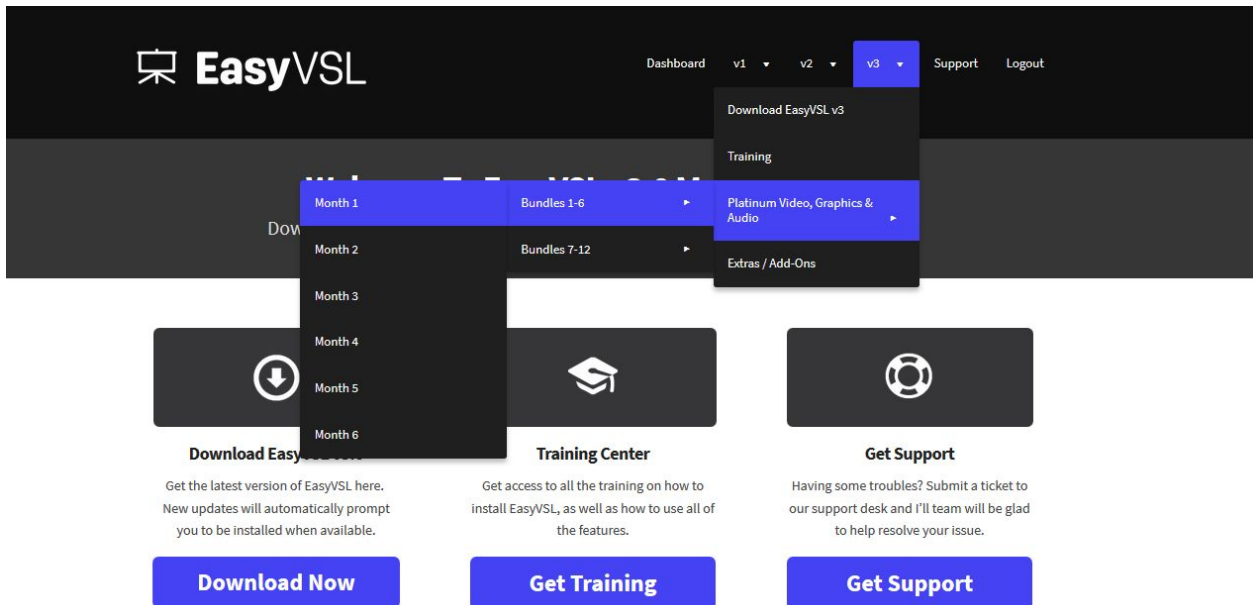 EasyVSL
Dashboard
v1
v2
v3
Support
Logout
Download EasyVSL v3
Training
Platinum Video, Graphics &
Audio
Extras / Add-Ons
Bundles 1-6
Bundles 7-12
Month 1
Month 2
Month 3
Month 4
Month 5
Month 6
Download Easy
Get the latest version of EasyVSL here.
New updates will automatically prompt
you to be installed when available.
Download Now
Training Center
Get access to all the training on how to
install EasyVSL, as well as how to use all of
the features.
Get Training
Get Support
Having some troubles? Submit a ticket to
our support desk and I'll team will be glad
to help resolve your issue.
Get Support